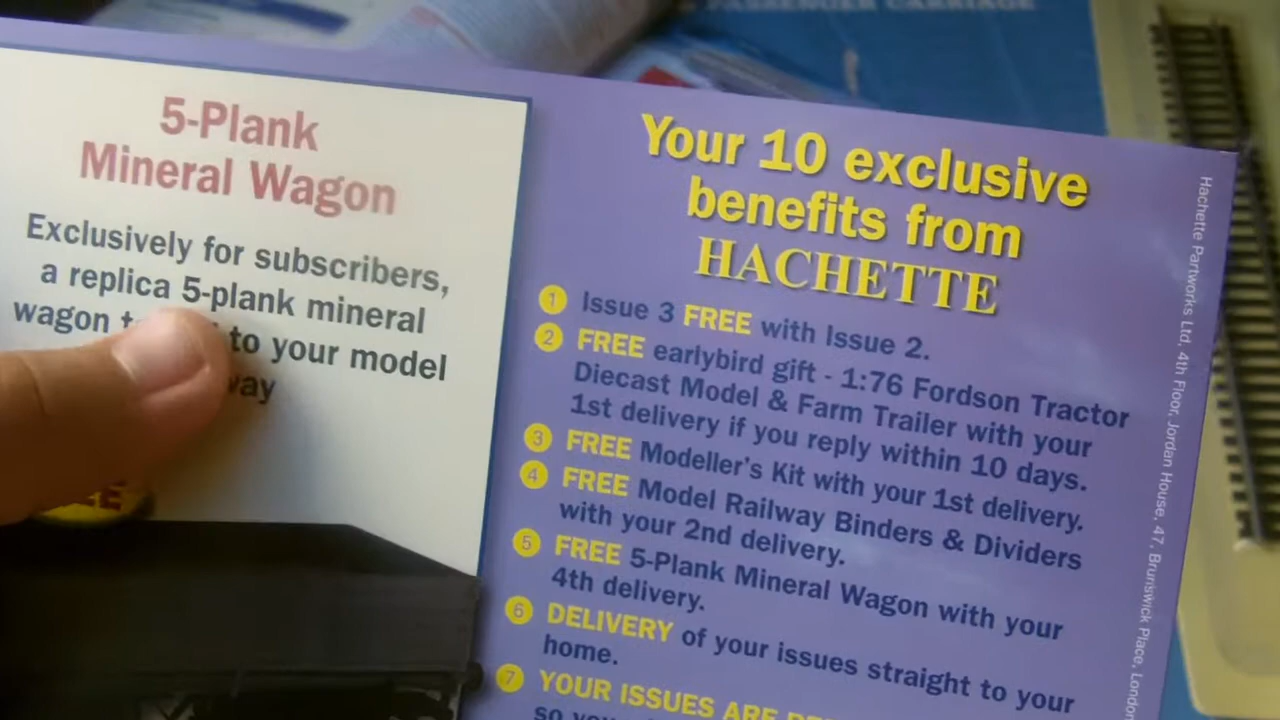 PASSENGER CARRIAGE
5-Plank
Mineral Wagon
Exclusively for subscribers,
a replica 5-plank mineral
wagon to your model
Your 10 exclusive
benefits from
HACHETTE
1 Issue 3 FREE with Issue 2.
2 FREE earlybird gift - 1:76 Fordson Tractor
Diecast Model & Farm Trailer with your
1st delivery if you reply within 10 days.
3 FREE Modeller's Kit with your 1st delivery.
4 FREE Model Railway Binders & Dividers
with your 2nd delivery.
5 FREE 5-Plank Mineral Wagon with your
4th delivery.
6 DELIVERY of your issues straight to your
home.
7 YOUR ISSUES ARE
so
Hachette Partworks Ltd, 4th Floor, Jordan House, 47, Brunswick Place, London